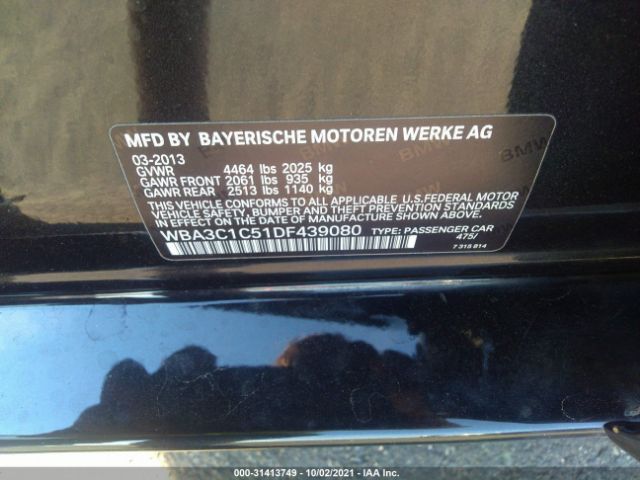 MFD BY BAYERISCHE MOTOREN WERKE AG
03-2013
GVWR 4464 lbs 2025 kg
GAWR FRONT 2061 lbs 935 kg
GAWR REAR 2513 lbs 1140 kg
THIS VEHICLE CONFORMS TO ALL APPLICABLE U.S.FEDERAL MOTOR
VEHICLE SAFETY, BUMPER AND THEFT PREVENTION STANDARDS
IN EFFECT ON THE DATE OF MANUFACTURE SHOWN ABOVE.
WBA3C1C51DF439080 TYPE: PASSENGER CAR
475/
7 315 814
000-31413749 - 10/02/2021 - IAA Inc.